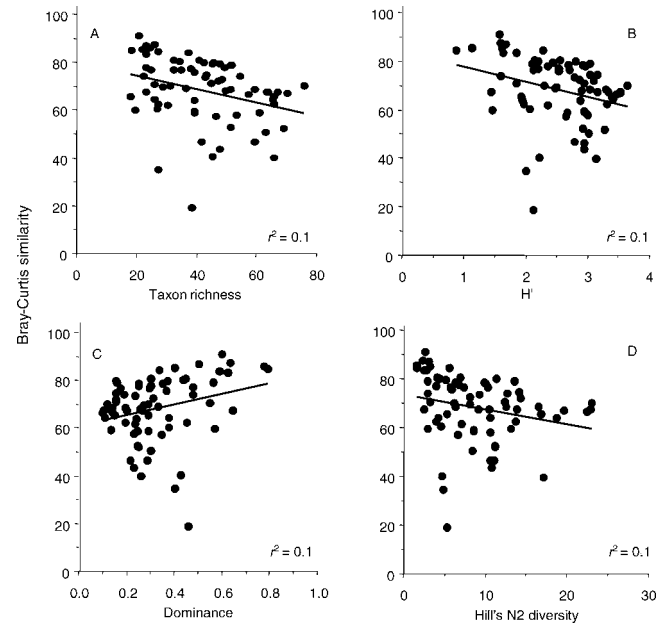 Bray-Curtis similarity
A
100
80
60
40
20
0
r² = 0.1
0 20 40 60 80
Taxon richness
B
100
80
60
40
20
0
r² = 0.1
0 1 2 3 4
H'
C
100
80
60
40
20
0
r² = 0.1
0.0 0.2 0.4 0.6 0.8 1.0
Dominance
D
100
80
60
40
20
0
r² = 0.1
0 10 20 30
Hill's N2 diversity